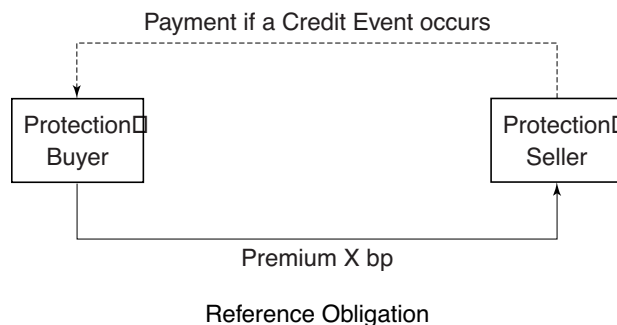 Payment if a Credit Event occurs
Protection
Buyer
Protection
Seller
Premium X bp
Reference Obligation